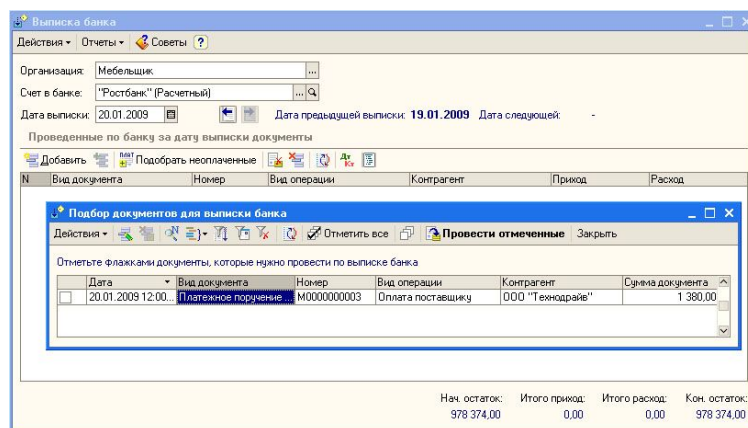 Выписка банка
Действия Отчеты Советы ?
Организация: Мебельщик ...
Счет в банке: "Ростбанк" (Расчетный) ...
Дата выписки: 20.01.2009 Дата предыдущей выписки: 19.01.2009 Дата следующей: -
Проведенные по банку за дату выписки документы
Добавить Подобрать неоплаченные Дт Кт
N Вид документа Номер Вид операции Контрагент Приход Расход
Подбор документов для выписки банка
Действия Отметить все Провести отмеченные Закрыть
Отметьте флажками документы, которые нужно провести по выписке банка
Дата Вид документа Номер Вид операции Контрагент Сумма документа
20.01.2009 12:00... Платежное поручение ... М0000000003 Оплата поставщику ООО "Технодрайв" 1 380,00
Нач. остаток: Итого приход: Итого расход: Кон. остаток:
978 374,00 0,00 0,00 978 374,00